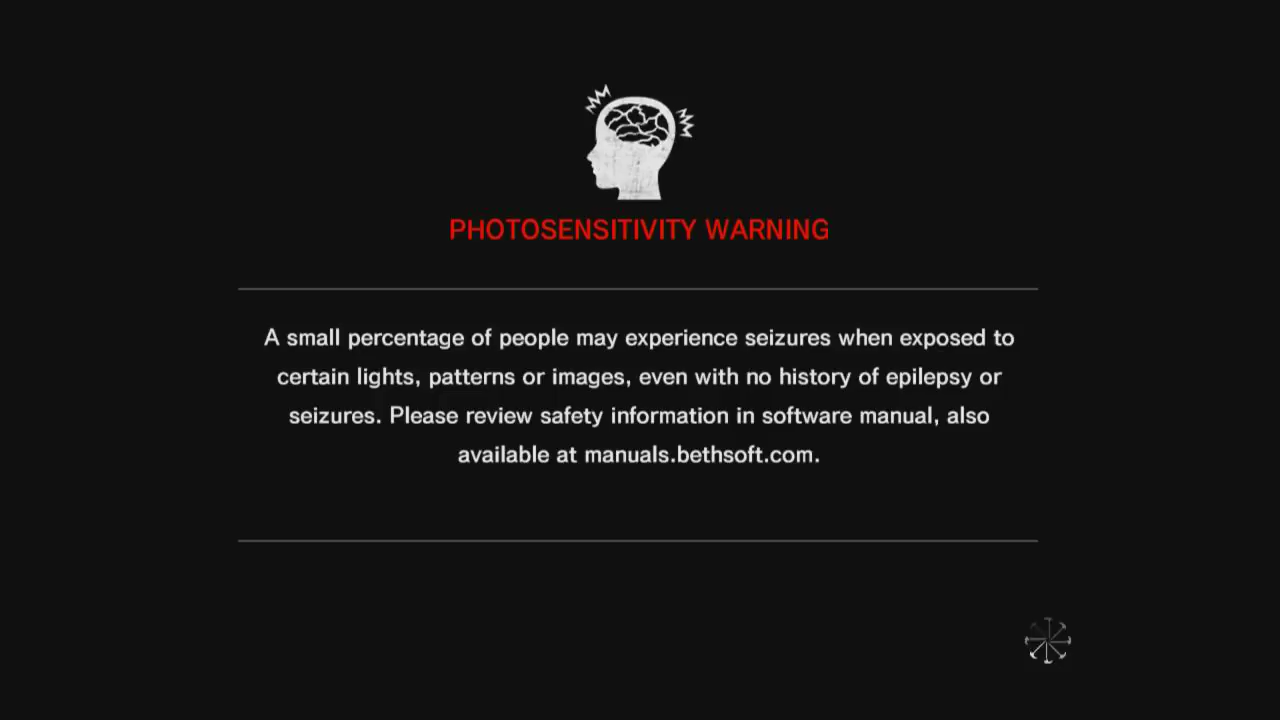 PHOTOSENSITIVITY WARNING
A small percentage of people may experience seizures when exposed to
certain lights, patterns or images, even with no history of epilepsy or
seizures. Please review safety information in software manual, also
available at manuals.bethsoft.com.